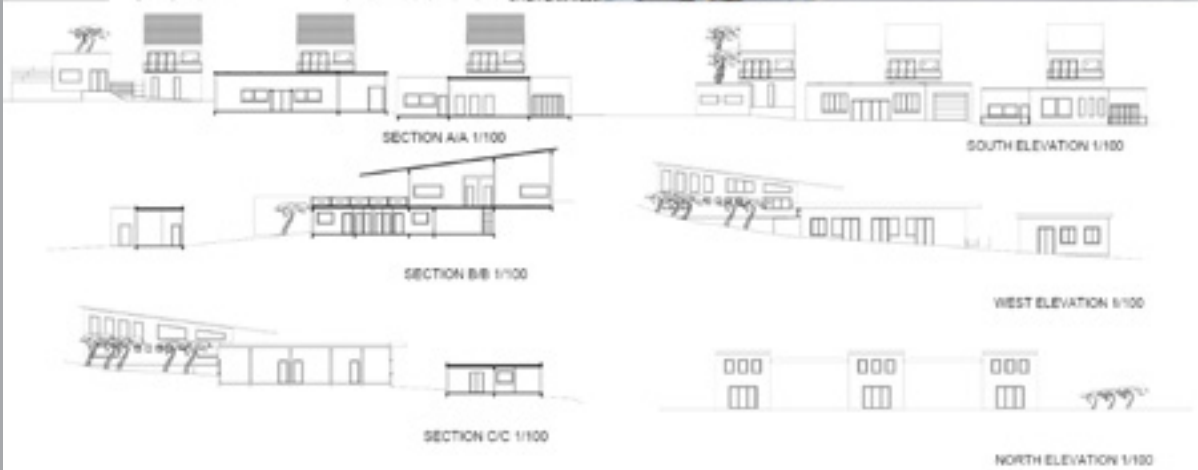 SECTION A/A 1/100
SOUTH ELEVATION 1/100
SECTION B/B 1/100
WEST ELEVATION 1/100
SECTION C/C 1/100
NORTH ELEVATION 1/100